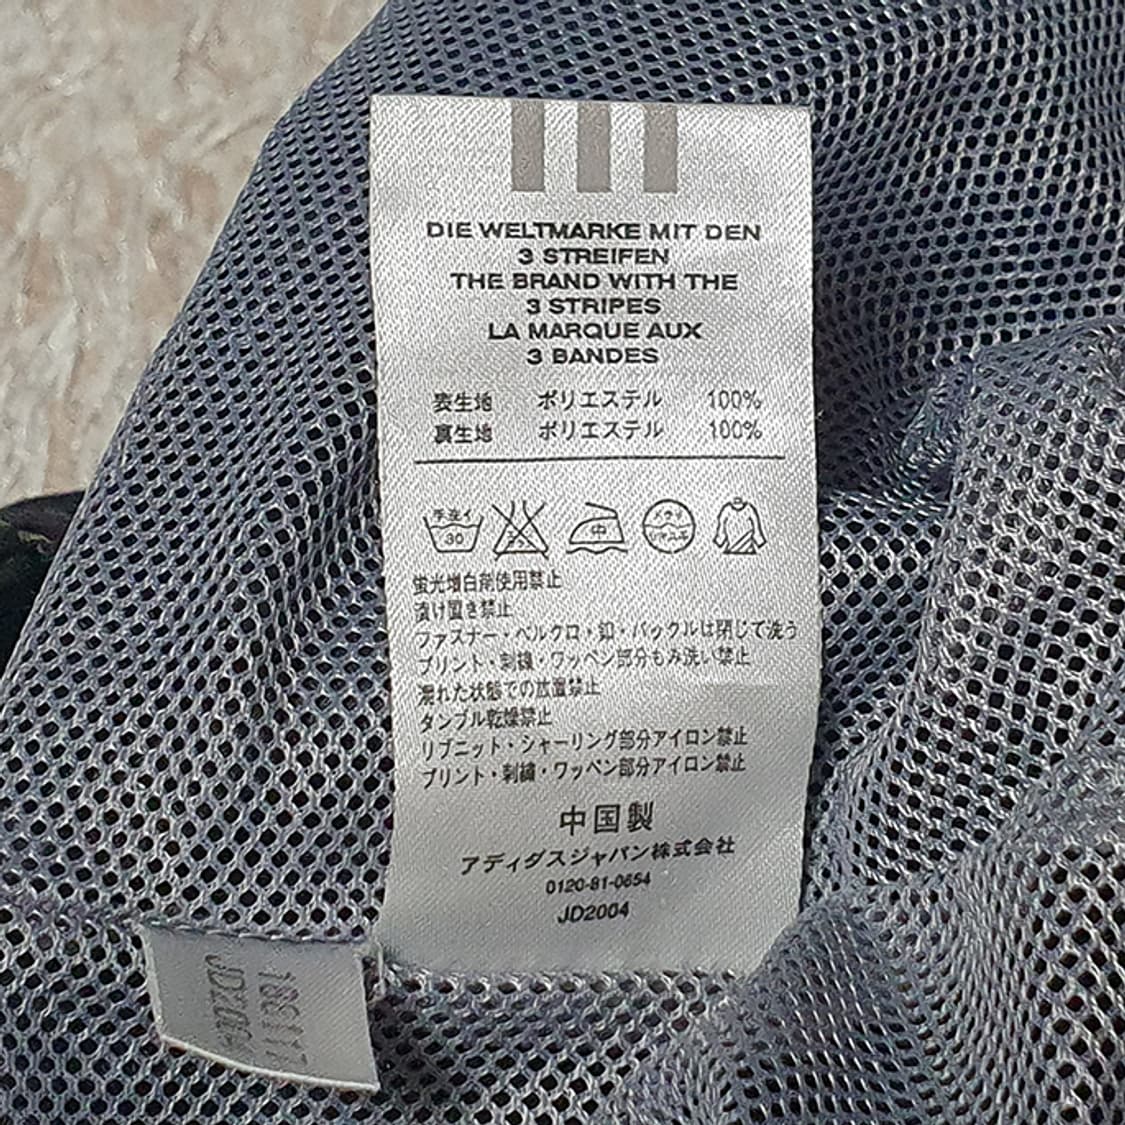 DIE WELTMARKE MIT DEN
3 STREIFEN
THE BRAND WITH THE
3 STRIPES
LA MARQUE AUX
3 BANDES
表生地 ポリエステル 100%
裏生地 ポリエステル 100%
手洗イ
30
中
蛍光増白剤使用禁止
漬け置き禁止
ファスナー・ベルクロ・釦・バックルは閉じて洗う
プリント・刺繍・ワッペン部分もみ洗い禁止
濡れた状態での放置禁止
タンブル乾燥禁止
リブニット・シャーリング部分アイロン禁止
プリント・刺繍・ワッペン部分アイロン禁止
中国製
アディダスジャパン株式会社
0120-81-0654
JD2004